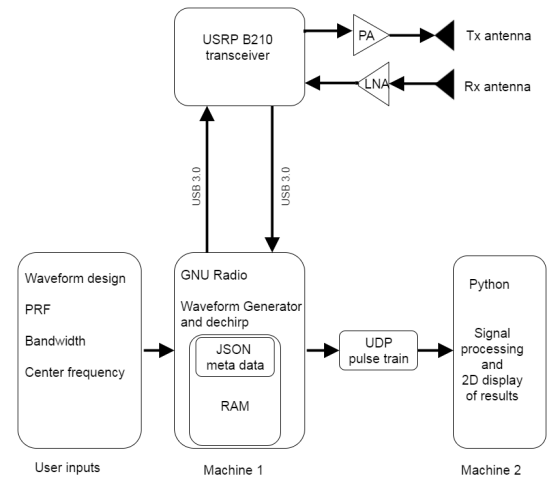 USRP B210
transceiver
PA
Tx antenna
LNA
Rx antenna
USB 3.0
USB 3.0
Waveform design
PRF
Bandwidth
Center frequency
User inputs
GNU Radio
Waveform Generator
and dechirp
JSON
meta data
RAM
Machine 1
UDP
pulse train
Python
Signal
processing
and
2D display
of results
Machine 2